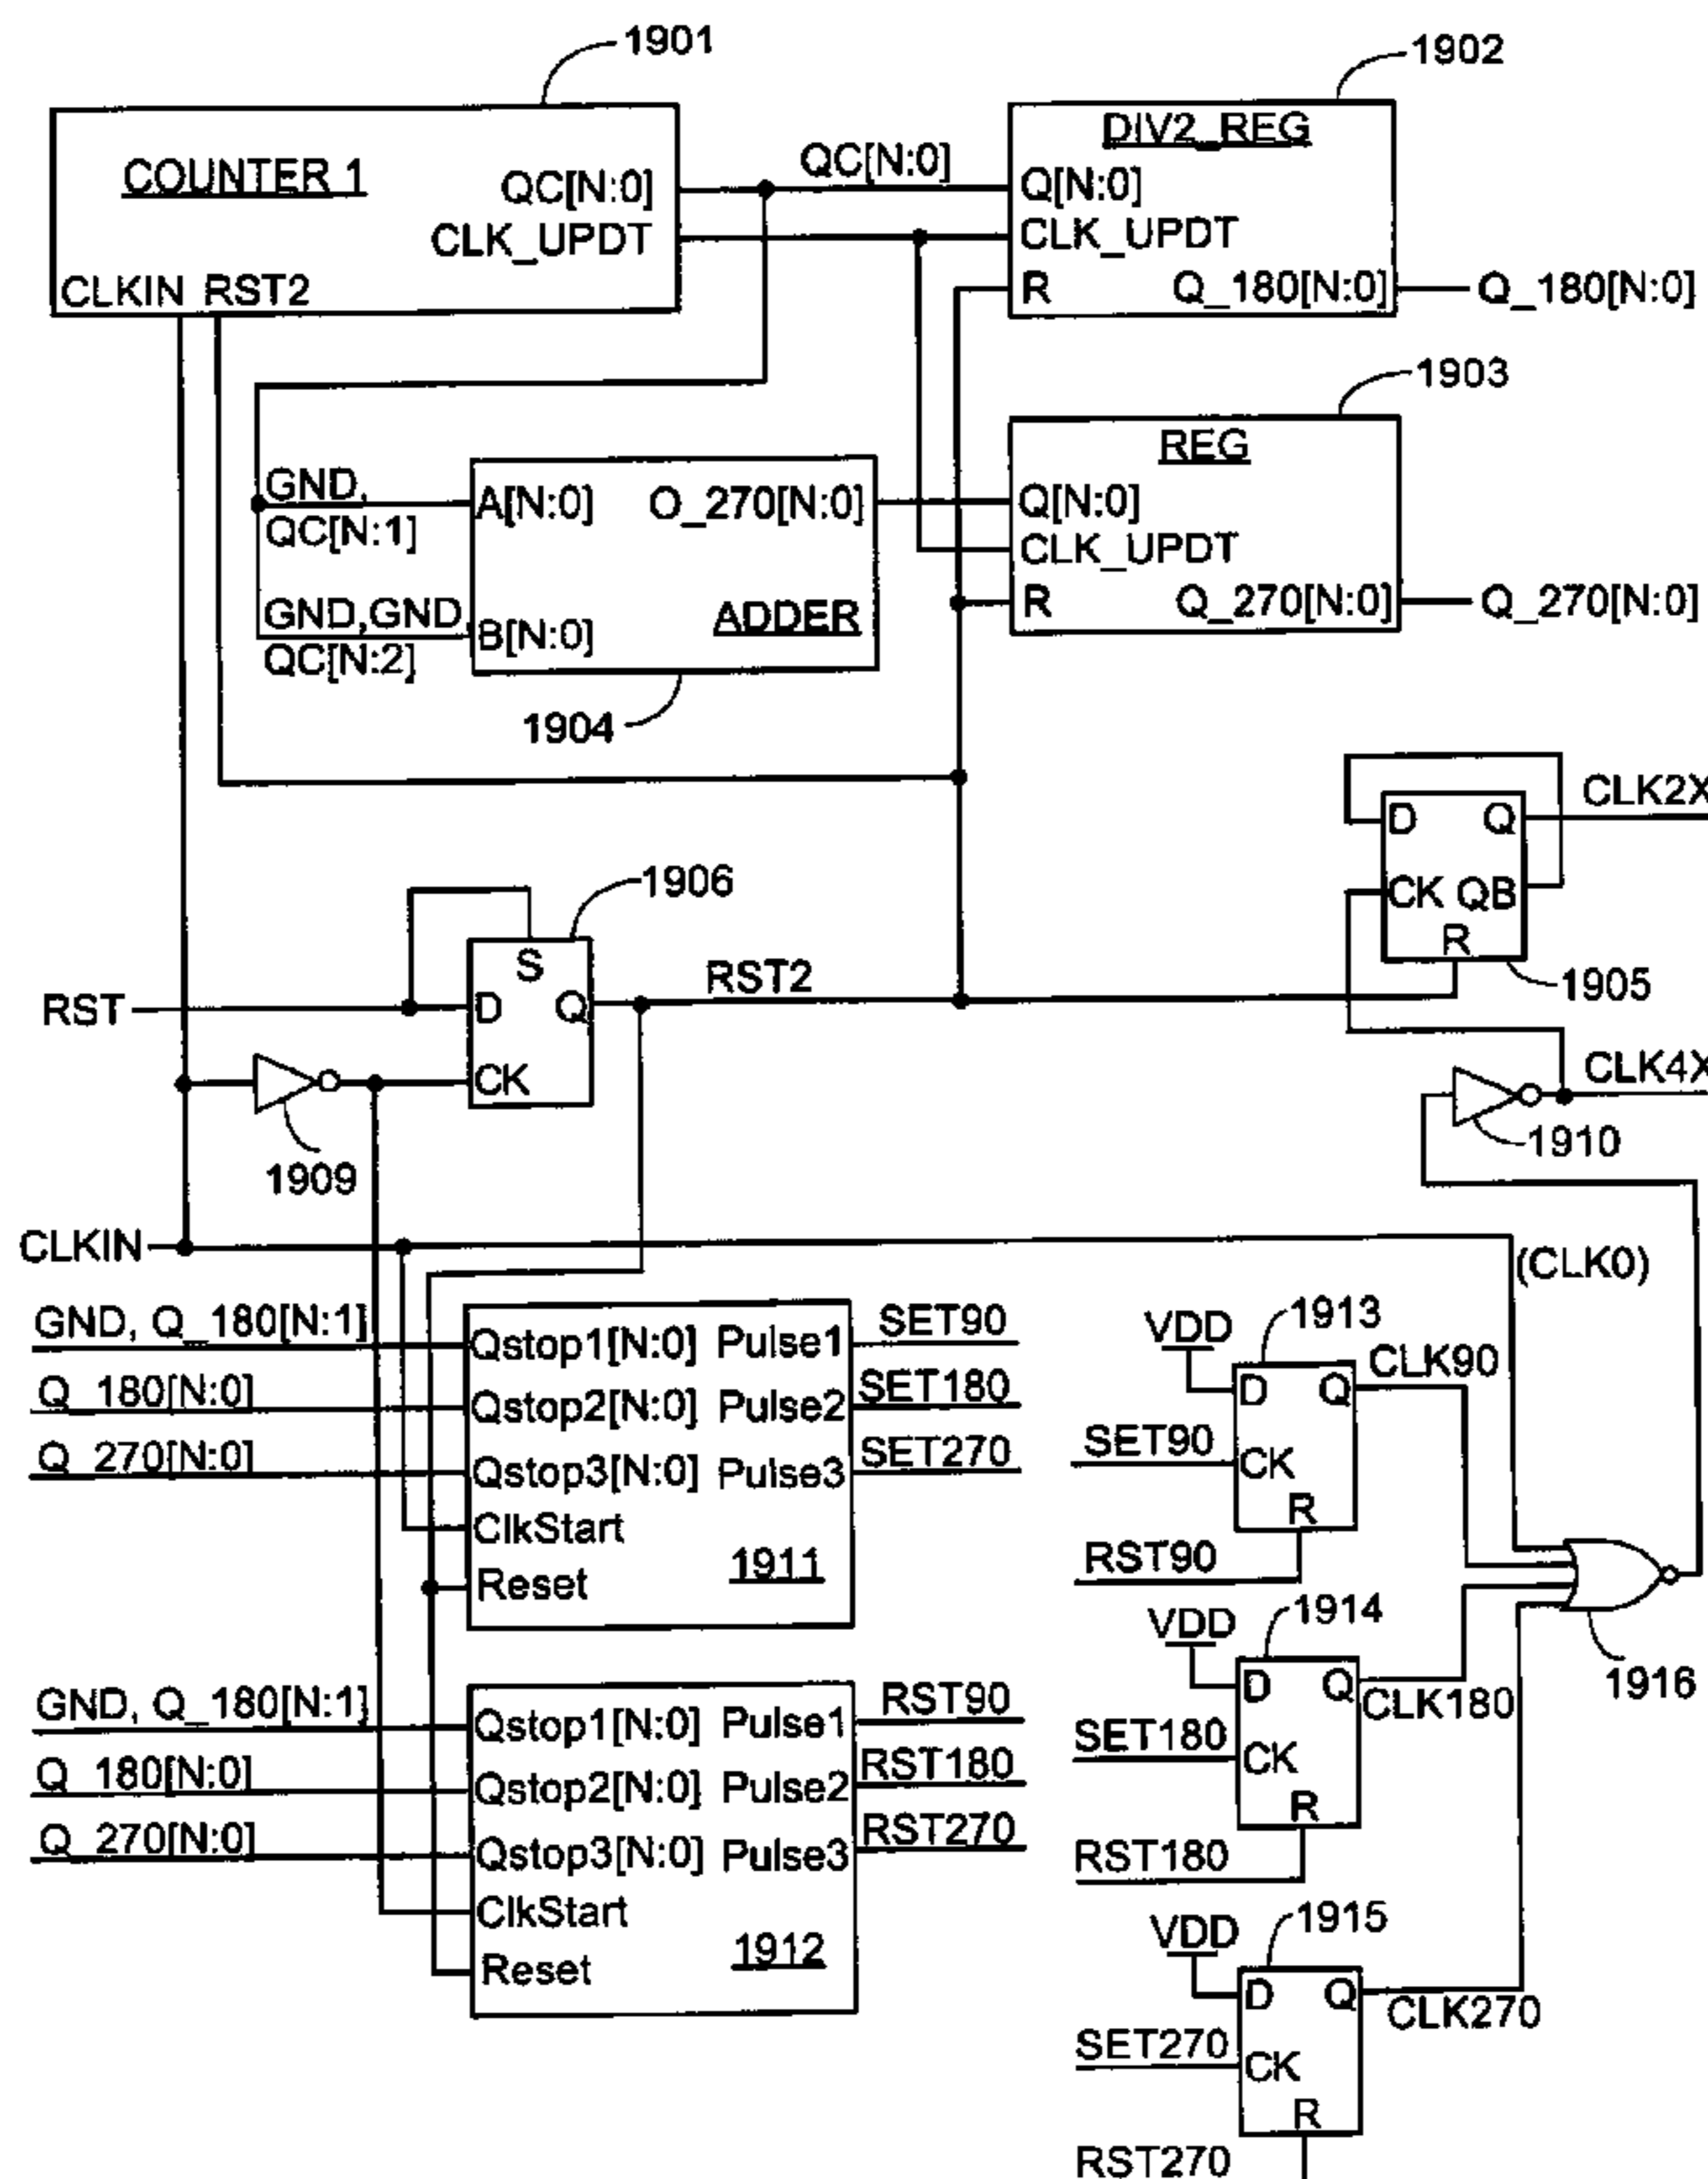 1901
COUNTER 1
QC[N:0]
CLK_UPDT
CLKIN RST2
QC[N:0]
1902
DIV2_REG
Q[N:0]
CLK_UPDT
R
Q_180[N:0]
Q_180[N:0]
1903
REG
Q[N:0]
CLK_UPDT
R
Q_270[N:0]
Q_270[N:0]
GND,
QC[N:1]
GND,GND,
QC[N:2]
A[N:0]
O_270[N:0]
B[N:0]
ADDER
1904
1906
S
D
Q
CK
RST
RST2
1909
D
Q
CK
QB
R
CLK2X
1905
CLK4X
1910
CLKIN
(CLK0)
GND, Q_180[N:1]
Q_180[N:0]
Q_270[N:0]
Qstop1[N:0] Pulse1
Qstop2[N:0] Pulse2
Qstop3[N:0] Pulse3
ClkStart
Reset
1911
SET90
SET180
SET270
GND, Q_180[N:1]
Q_180[N:0]
Q_270[N:0]
Qstop1[N:0] Pulse1
Qstop2[N:0] Pulse2
Qstop3[N:0] Pulse3
ClkStart
Reset
1912
RST90
RST180
RST270
VDD
1913
D
Q
CK
R
CLK90
SET90
RST90
VDD
1914
D
Q
CK
R
CLK180
SET180
RST180
VDD
1915
D
Q
CK
R
CLK270
SET270
RST270
1916